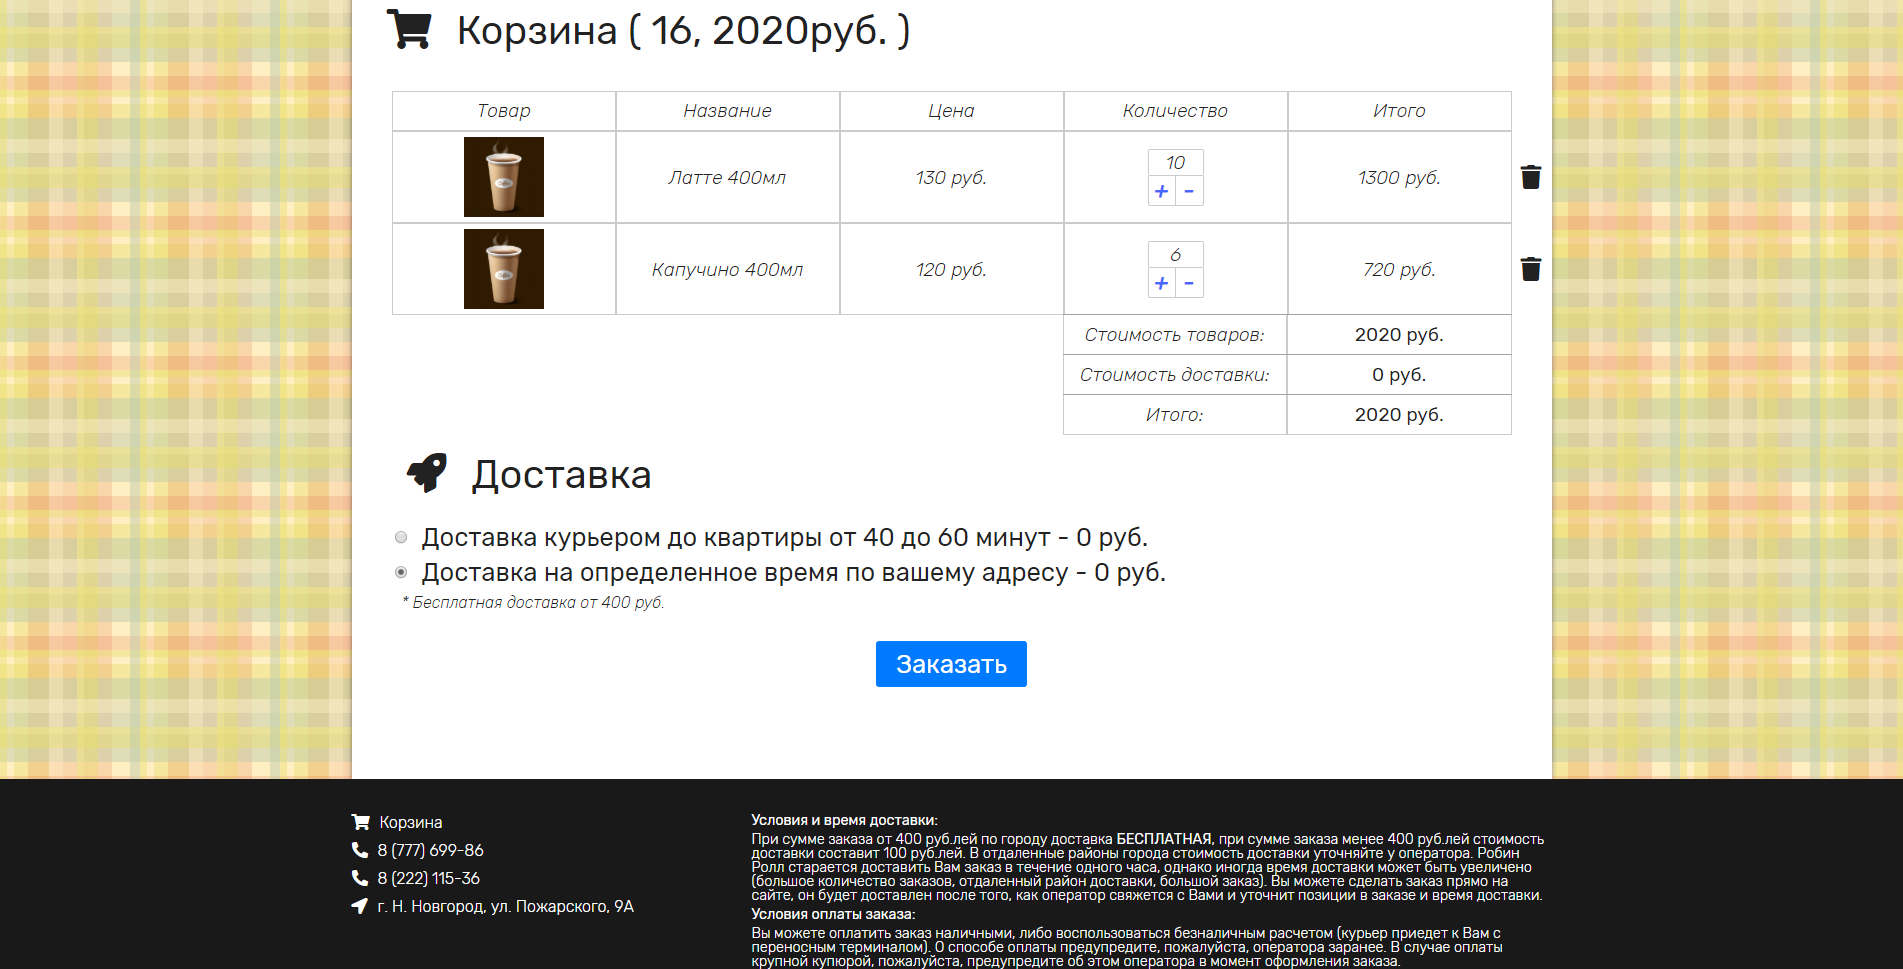 Корзина ( 16, 2020руб. )
Товар Название Цена Количество Итого
Латте 400мл 130 руб. 10 1300 руб.
+ -
Капучино 400мл 120 руб. 6 720 руб.
+ -
Стоимость товаров: 2020 руб.
Стоимость доставки: 0 руб.
Итого: 2020 руб.
Доставка
Доставка курьером до квартиры от 40 до 60 минут - 0 руб.
Доставка на определенное время по вашему адресу - 0 руб.
* Бесплатная доставка от 400 руб.
Заказать
Корзина
8 (777) 699-86
8 (222) 115-36
г. Н. Новгород, ул. Пожарского, 9А
Условия и время доставки:
При сумме заказа от 400 руб.лей по городу доставка БЕСПЛАТНАЯ, при сумме заказа менее 400 руб.лей стоимость
доставки составит 100 руб.лей. В отдаленные районы города стоимость доставки уточняйте у оператора. Робин
Ролл старается доставить Вам заказ в течение одного часа, однако иногда время доставки может быть увеличено
(большое количество заказов, отдаленный район доставки, большой заказ). Вы можете сделать заказ прямо на
сайте, он будет доставлен после того, как оператор свяжется с Вами и уточнит позиции в заказе и время доставки.
Условия оплаты заказа:
Вы можете оплатить заказ наличными, либо воспользоваться безналичным расчетом (курьер приедет к Вам с
переносным терминалом). О способе оплаты предупредите, пожалуйста, оператора заранее. В случае оплаты
крупной купюрой, пожалуйста, предупредите об этом оператора в момент оформления заказа.